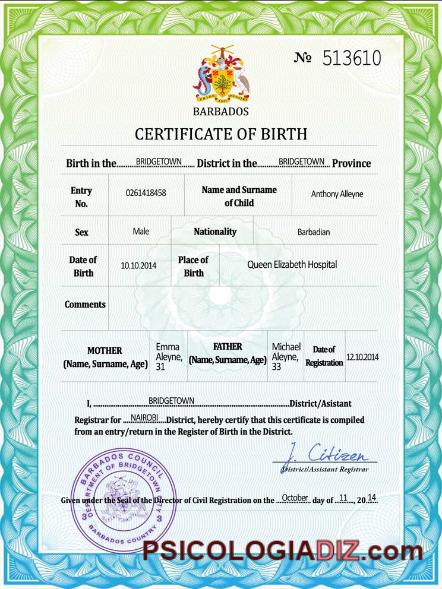 № 513610
BARBADOS
CERTIFICATE OF BIRTH
Birth in the BRIDGETOWN District in the BRIDGETOWN Province
Entry No. 0261418458 Name and Surname of Child Anthony Alleyne
Sex Male Nationality Barbadian
Date of Birth 10.10.2014 Place of Birth Queen Elizabeth Hospital
Comments
MOTHER (Name, Surname, Age) Emma Aleyne, 31 FATHER (Name, Surname, Age) Michael Aleyne, 33 Date of Registration 12.10.2014
I, BRIDGETOWN District/Asistant
Registrar for NAIROBI District, hereby certify that this certificate is compiled
from an entry/return in the Register of Birth in the District.
J. Citizen
District/Assistant Registrar
BARBADOS COUNCIL
DEPARTMENT OF BRIDGETOWN CITY
BARBADOS COUNTRY
Given under the Seal of the Director of Civil Registration on the October day of 11, 20 14
PSICOLOGIADIZ.com